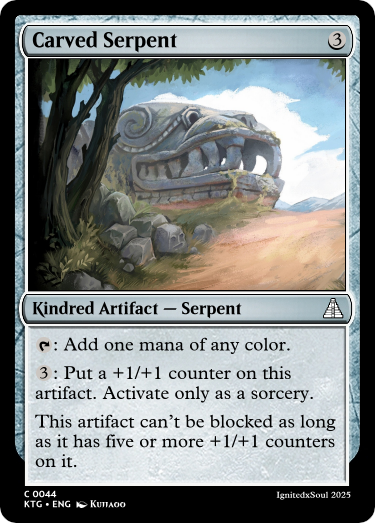 Carved Serpent 3
Kindred Artifact — Serpent
: Add one mana of any color.
3: Put a +1/+1 counter on this
artifact. Activate only as a sorcery.
This artifact can't be blocked as long
as it has five or more +1/+1 counters
on it.
C 0044
KTG • ENG Kutiaoo IgnitedxSoul 2025